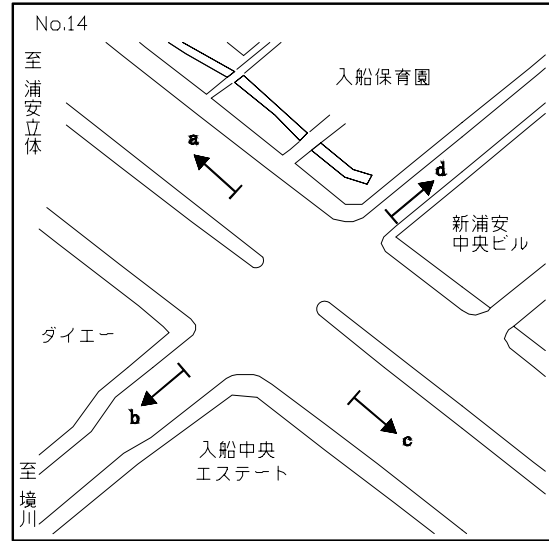 No.14
至 浦安立体
入船保育園
a
d
新浦安
中央ビル
ダイエー
b
c
入船中央
エステート
至 境川